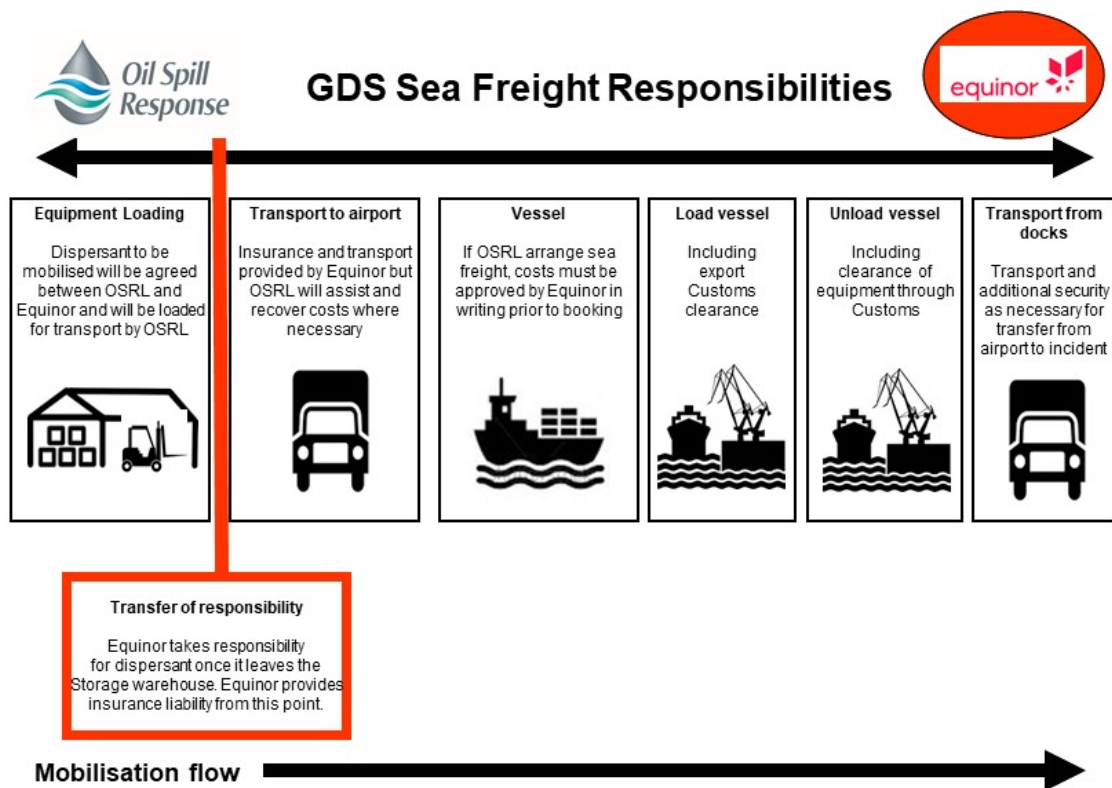 Oil Spill
Response
GDS Sea Freight Responsibilities
equinor
Equipment Loading
Dispersant to be
mobilised will be agreed
between OSRL and
Equinor and will be loaded
for transport by OSRL
Transport to airport
Insurance and transport
provided by Equinor but
OSRL will assist and
recover costs where
necessary
Vessel
If OSRL arrange sea
freight, costs must be
approved by Equinor in
writing prior to booking
Load vessel
Including
export
Customs
clearance
Unload vessel
Including
clearance of
equipment through
Customs
Transport from
docks
Transport and
additional security
as necessary for
transfer from
airport to incident
Transfer of responsibility
Equinor takes responsibility
for dispersant once it leaves the
Storage warehouse. Equinor provides
insurance liability from this point.
Mobilisation flow